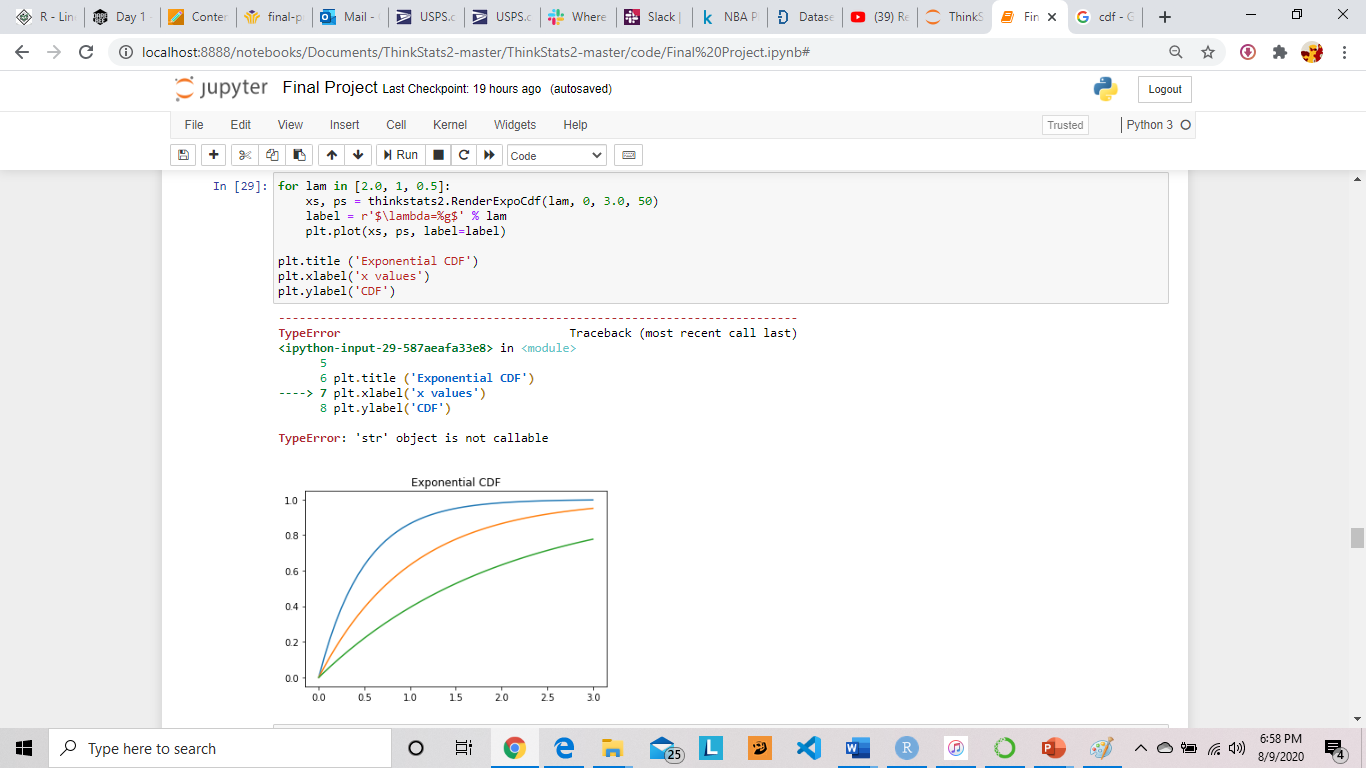 R - Lin Day 1 - Conter final-p Mail - USPS.c USPS.c Where Slack | NBA P Datase (39) Re ThinkS Fin cdf - G
localhost:8888/notebooks/Documents/ThinkStats2-master/ThinkStats2-master/code/Final%20Project.ipynb#
jupyter Final Project Last Checkpoint: 19 hours ago (autosaved) Logout
File Edit View Insert Cell Kernel Widgets Help Trusted Python 3
Run Code
In [29]: for lam in [2.0, 1, 0.5]:
xs, ps = thinkstats2.RenderExpoCdf(lam, 0, 3.0, 50)
label = r'$\lambda=%g$' % lam
plt.plot(xs, ps, label=label)
plt.title ('Exponential CDF')
plt.xlabel('x values')
plt.ylabel('CDF')
---------------------------------------------------------------------------
TypeError Traceback (most recent call last)
<ipython-input-29-587aeafa33e8> in <module>
5
6 plt.title ('Exponential CDF')
----> 7 plt.xlabel('x values')
8 plt.ylabel('CDF')
TypeError: 'str' object is not callable
Exponential CDF
1.0
0.8
0.6
0.4
0.2
0.0
0.0 0.5 1.0 1.5 2.0 2.5 3.0
Type here to search
25
L
R
6:58 PM
8/9/2020
4